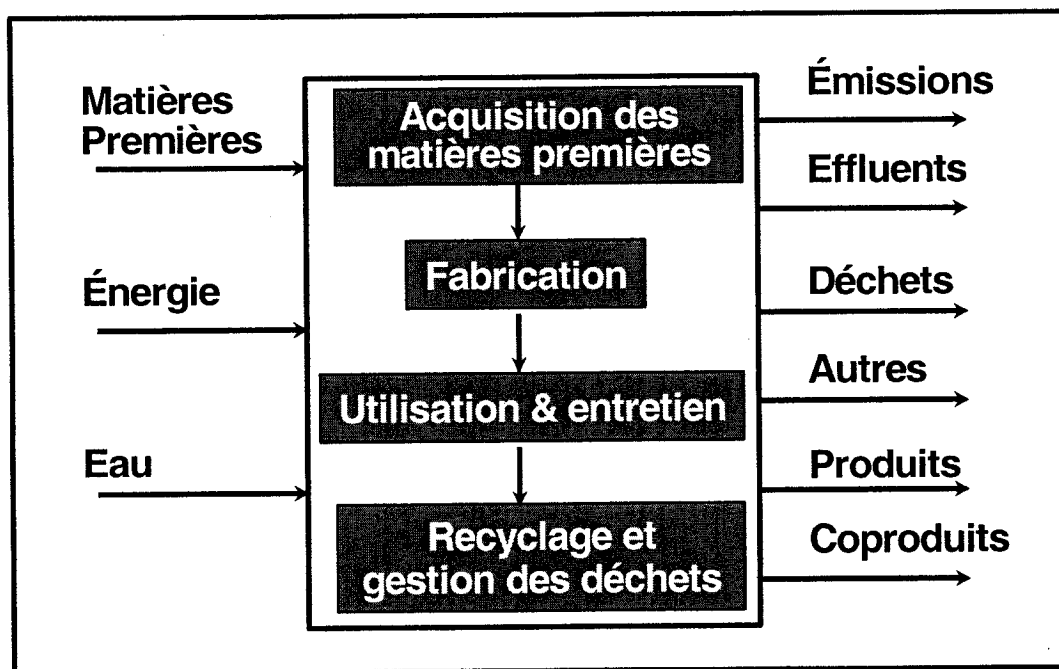 Matières
Premières
Énergie
Eau
Acquisition des
matières premières
Fabrication
Utilisation & entretien
Recyclage et
gestion des déchets
Émissions
Effluents
Déchets
Autres
Produits
Coproduits